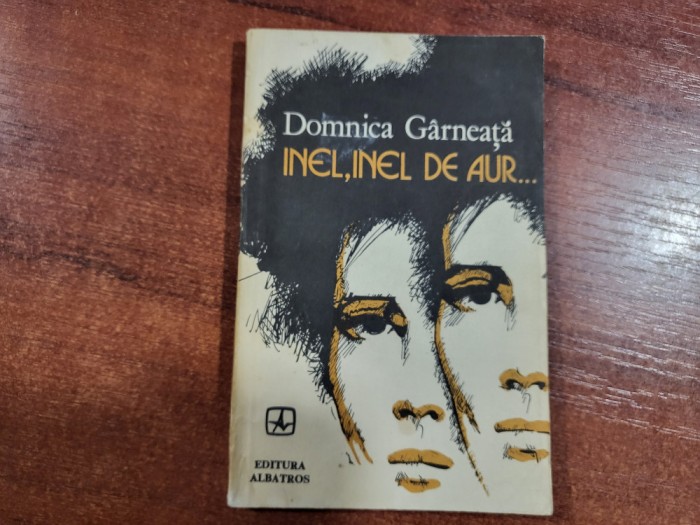 Domnica Gârneață
INEL, INEL DE AUR...
EDITURA
ALBATROS